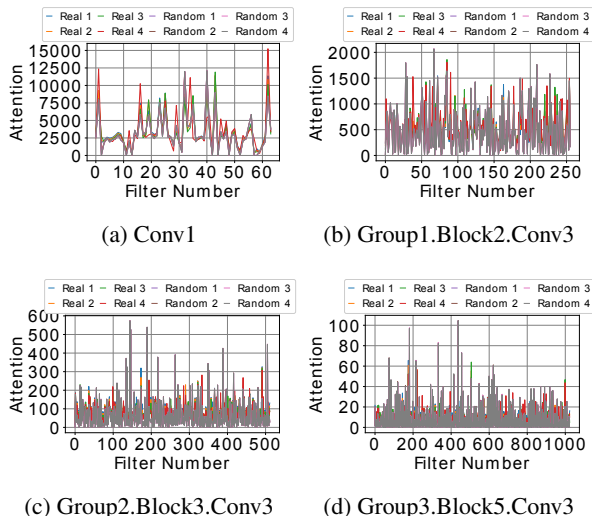 Real 1 Real 3 Random 1 Random 3
Real 2 Real 4 Random 2 Random 4
15000
12500
10000
7500
5000
2500
0
Attention
0 10 20 30 40 50 60
Filter Number
(a) Conv1
Real 1 Real 3 Random 1 Random 3
Real 2 Real 4 Random 2 Random 4
2000
1500
1000
500
0
Attention
0 50 100 150 200 250
Filter Number
(b) Group1.Block2.Conv3
Real 1 Real 3 Random 1 Random 3
Real 2 Real 4 Random 2 Random 4
600
500
400
300
200
100
0
Attention
0 100 200 300 400 500
Filter Number
(c) Group2.Block3.Conv3
Real 1 Real 3 Random 1 Random 3
Real 2 Real 4 Random 2 Random 4
100
80
60
40
20
0
Attention
0 200 400 600 800 1000
Filter Number
(d) Group3.Block5.Conv3